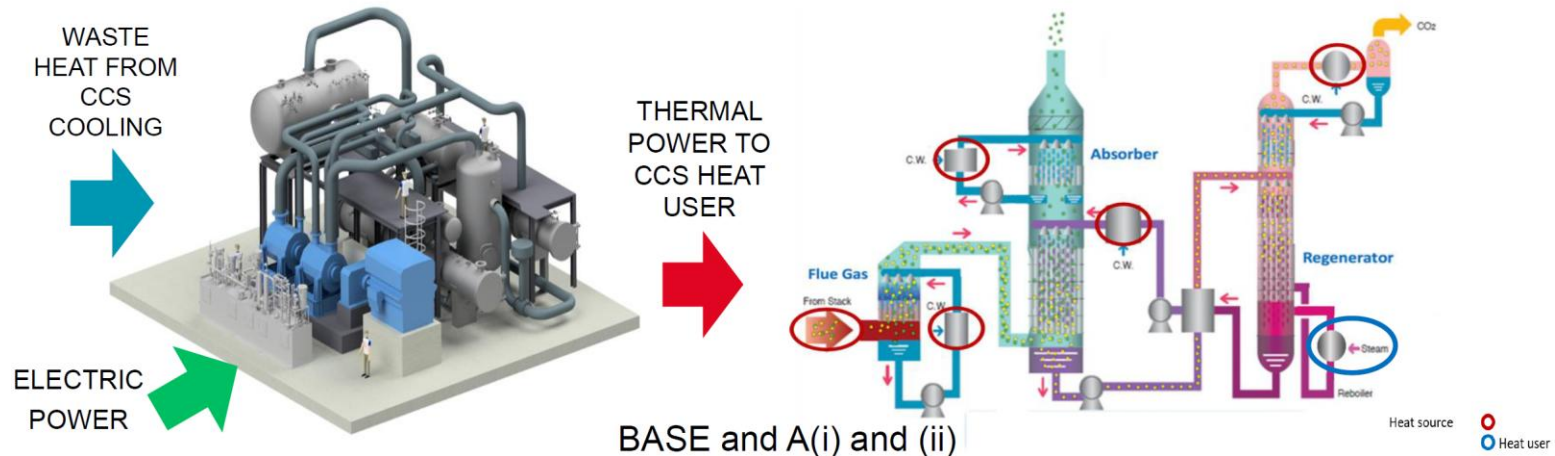 WASTE
HEAT FROM
CCS
COOLING
ELECTRIC
POWER
THERMAL
POWER TO
CCS HEAT
USER
BASE and A(i) and (ii)
CO2
C.W.
C.W.
Absorber
C.W.
Flue Gas
From Stack
C.W.
Regenerator
Steam
Reboiler
Heat source
Heat user